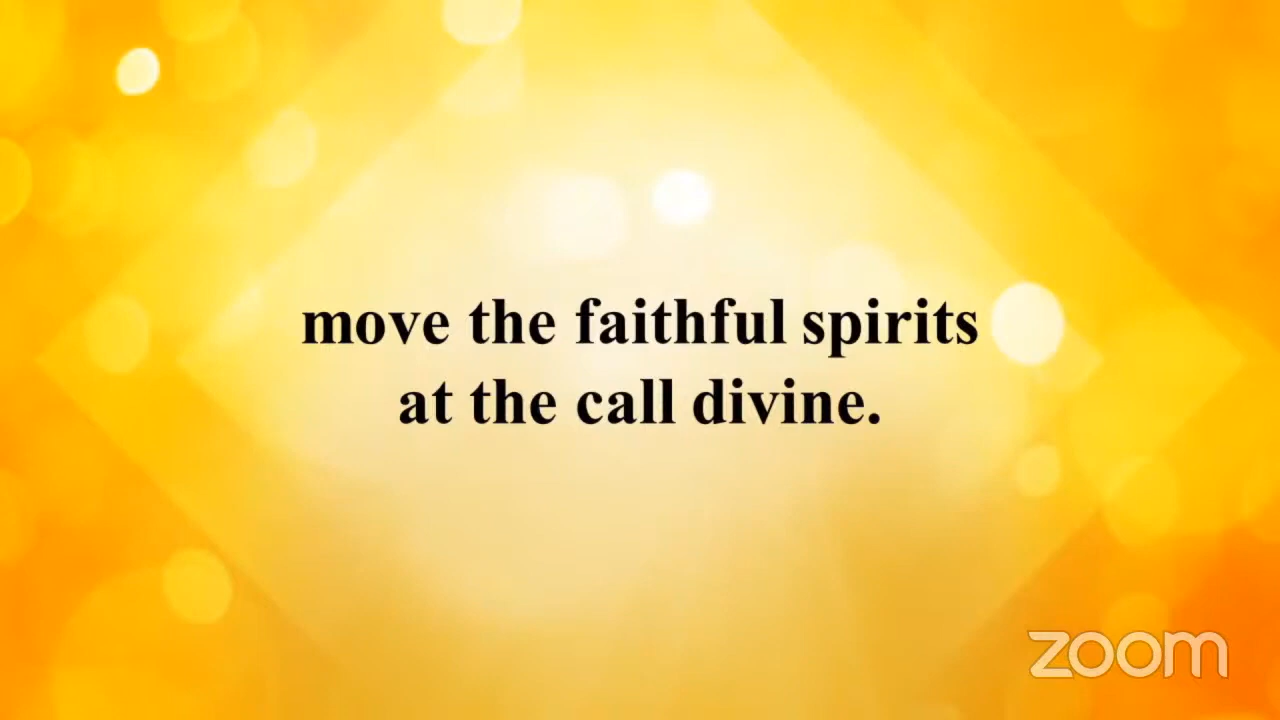 move the faithful spirits
at the call divine.
zoom